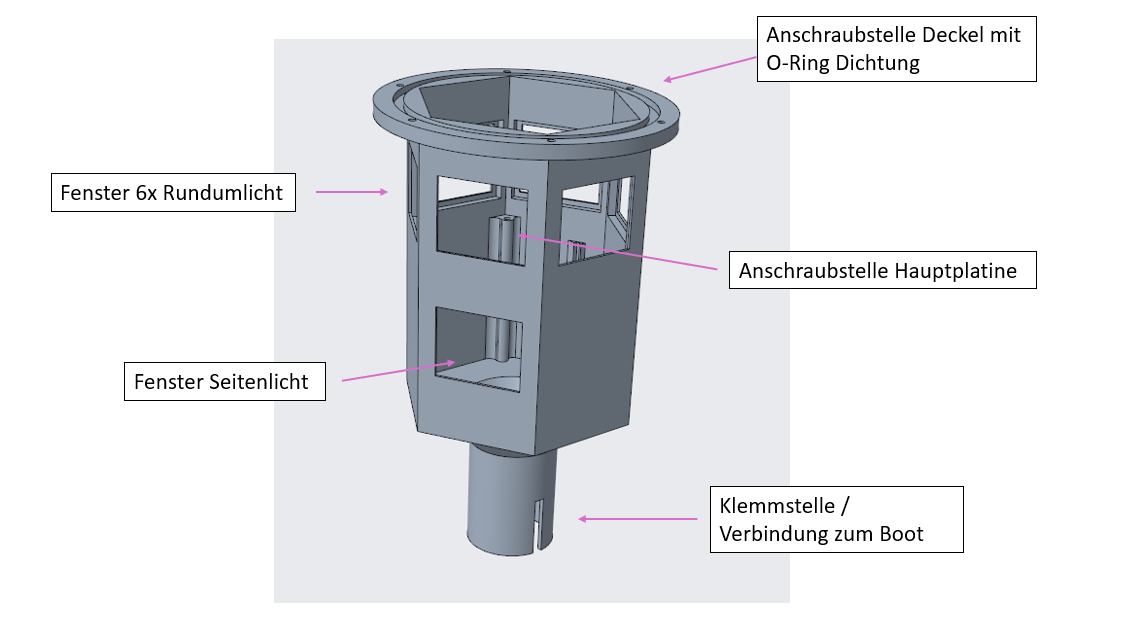 Anschraubstelle Deckel mit
O-Ring Dichtung
Fenster 6x Rundumlicht
Anschraubstelle Hauptplatine
Fenster Seitenlicht
Klemmstelle /
Verbindung zum Boot